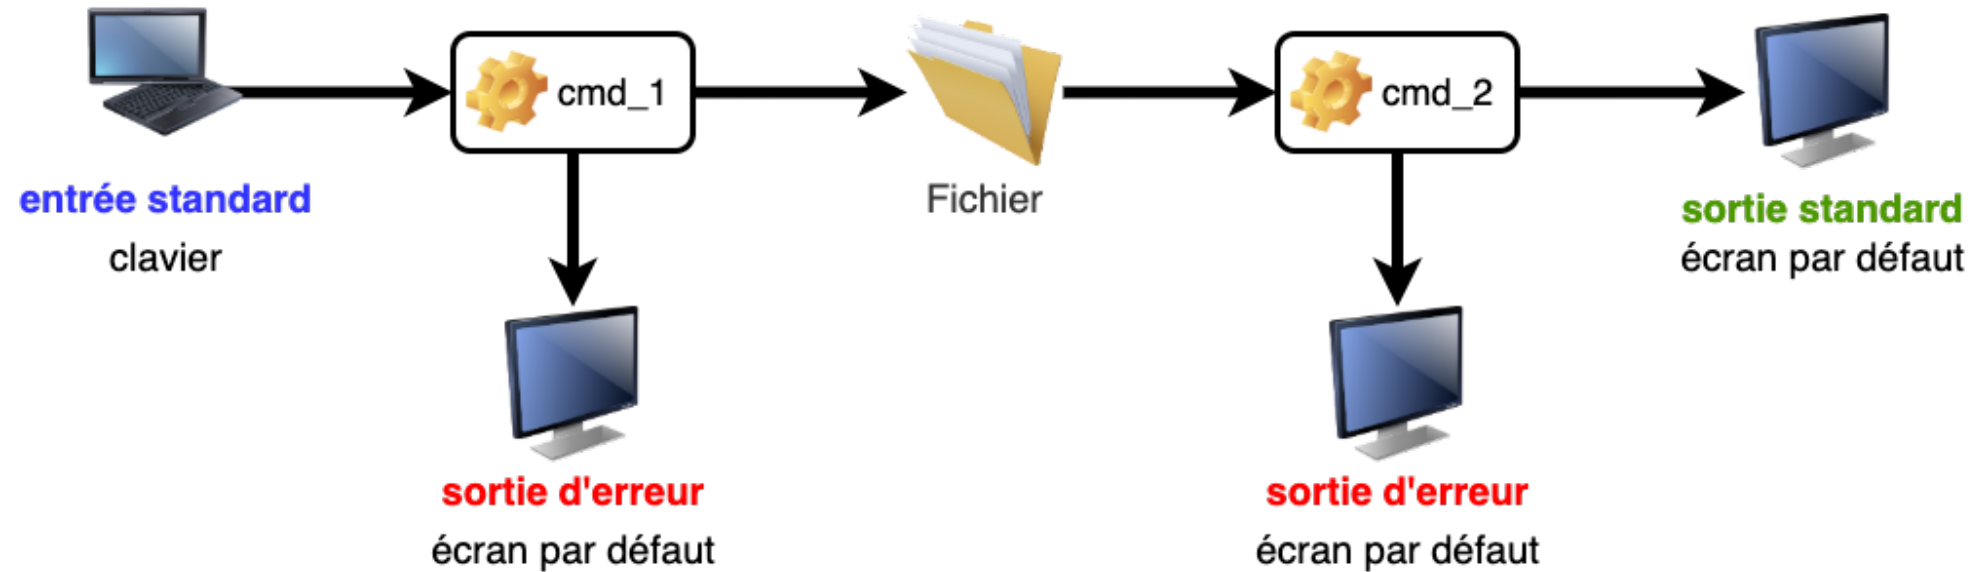 cmd_1
cmd_2
entrée standard
clavier
Fichier
sortie standard
écran par défaut
sortie d'erreur
écran par défaut
sortie d'erreur
écran par défaut